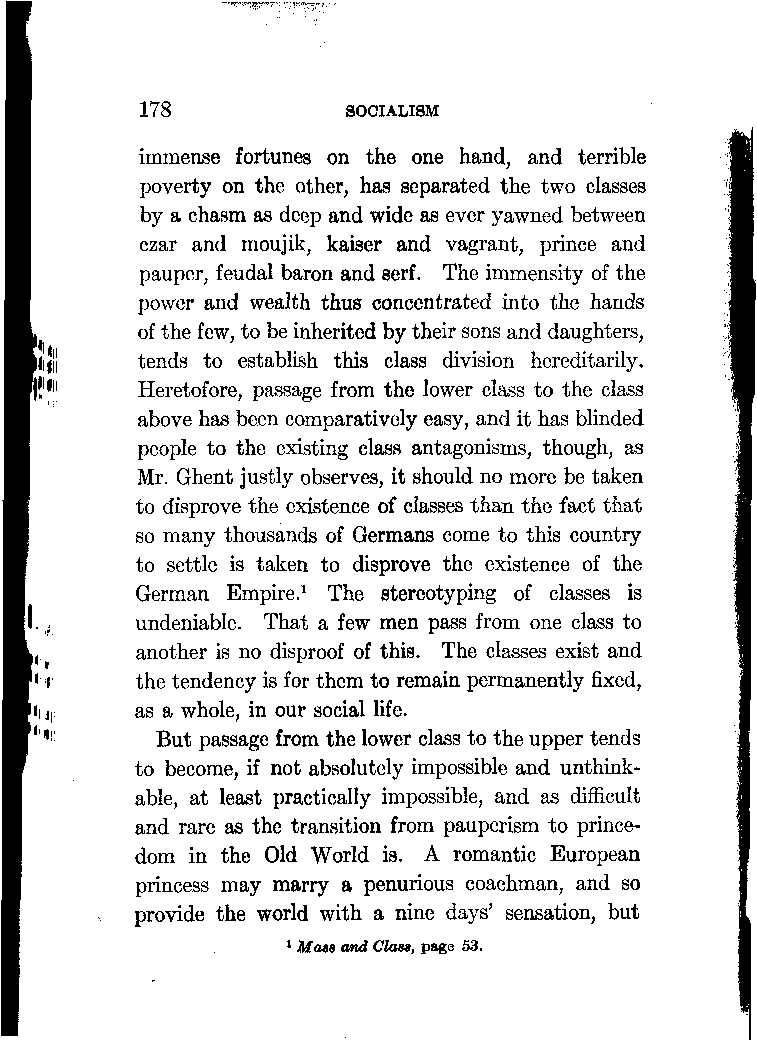 178 SOCIALISM
immense fortunes on the one hand, and terrible
poverty on the other, has separated the two classes
by a chasm as deep and wide as ever yawned between
czar and moujik, kaiser and vagrant, prince and
pauper, feudal baron and serf. The immensity of the
power and wealth thus concentrated into the hands
of the few, to be inherited by their sons and daughters,
tends to establish this class division hereditarily.
Heretofore, passage from the lower class to the class
above has been comparatively easy, and it has blinded
people to the existing class antagonisms, though, as
Mr. Ghent justly observes, it should no more be taken
to disprove the existence of classes than the fact that
so many thousands of Germans come to this country
to settle is taken to disprove the existence of the
German Empire.¹ The stereotyping of classes is
undeniable. That a few men pass from one class to
another is no disproof of this. The classes exist and
the tendency is for them to remain permanently fixed,
as a whole, in our social life.
But passage from the lower class to the upper tends
to become, if not absolutely impossible and unthink-
able, at least practically impossible, and as difficult
and rare as the transition from pauperism to prince-
dom in the Old World is. A romantic European
princess may marry a penurious coachman, and so
provide the world with a nine days' sensation, but
¹ Mass and Class, page 53.